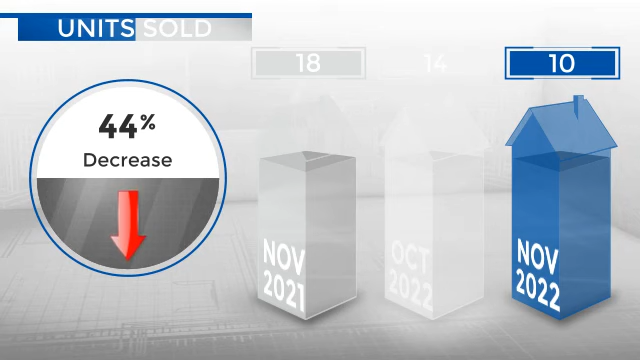 UNITS SOLD
18
14
10
44%
Decrease
NOV
2021
OCT
2022
NOV
2022